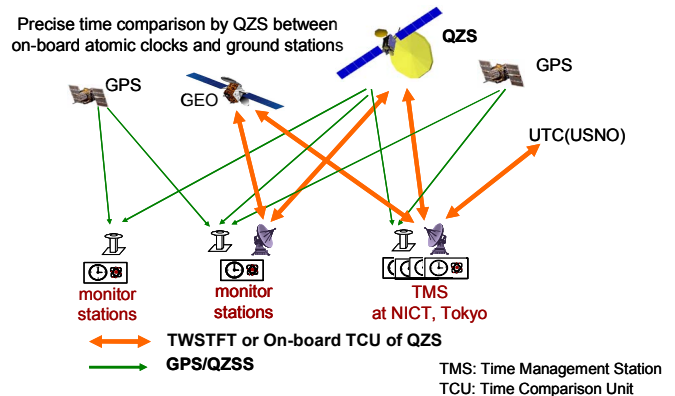 Precise time comparison by QZS between
on-board atomic clocks and ground stations
QZS
GPS
GPS
GEO
UTC(USNO)
monitor
stations
monitor
stations
TMS
at NICT, Tokyo
TWSTFT or On-board TCU of QZS
GPS/QZSS
TMS: Time Management Station
TCU: Time Comparison Unit